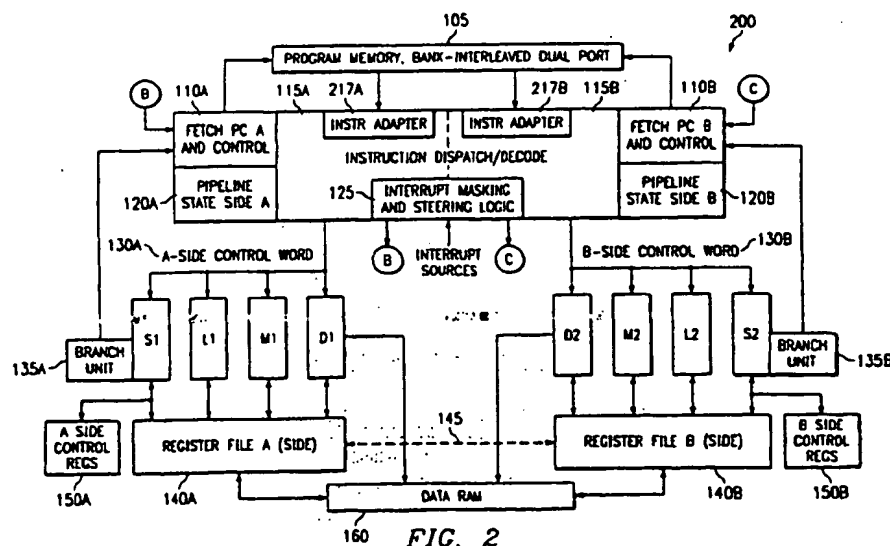 105
200
PROGRAM MEMORY, BANK-INTERLEAVED DUAL PORT
110A
115A
217A
217B
115B
110B
B
C
FETCH PC A
AND CONTROL
INSTR ADAPTER
INSTR ADAPTER
FETCH PC B
AND CONTROL
INSTRUCTION DISPATCH/DECODE
PIPELINE
STATE SIDE A
125
INTERRUPT MASKING
AND STEERING LOGIC
PIPELINE
STATE SIDE B
120A
120B
130A
A-SIDE CONTROL WORD
B
INTERRUPT
SOURCES
C
B-SIDE CONTROL WORD
130B
S1
L1
M1
D1
D2
M2
L2
S2
135A
BRANCH
UNIT
BRANCH
UNIT
135B
A SIDE
CONTROL
REGS
REGISTER FILE A (SIDE)
145
REGISTER FILE B (SIDE)
B SIDE
CONTROL
REGS
150A
140A
DATA RAM
140B
150B
160
FIG. 2